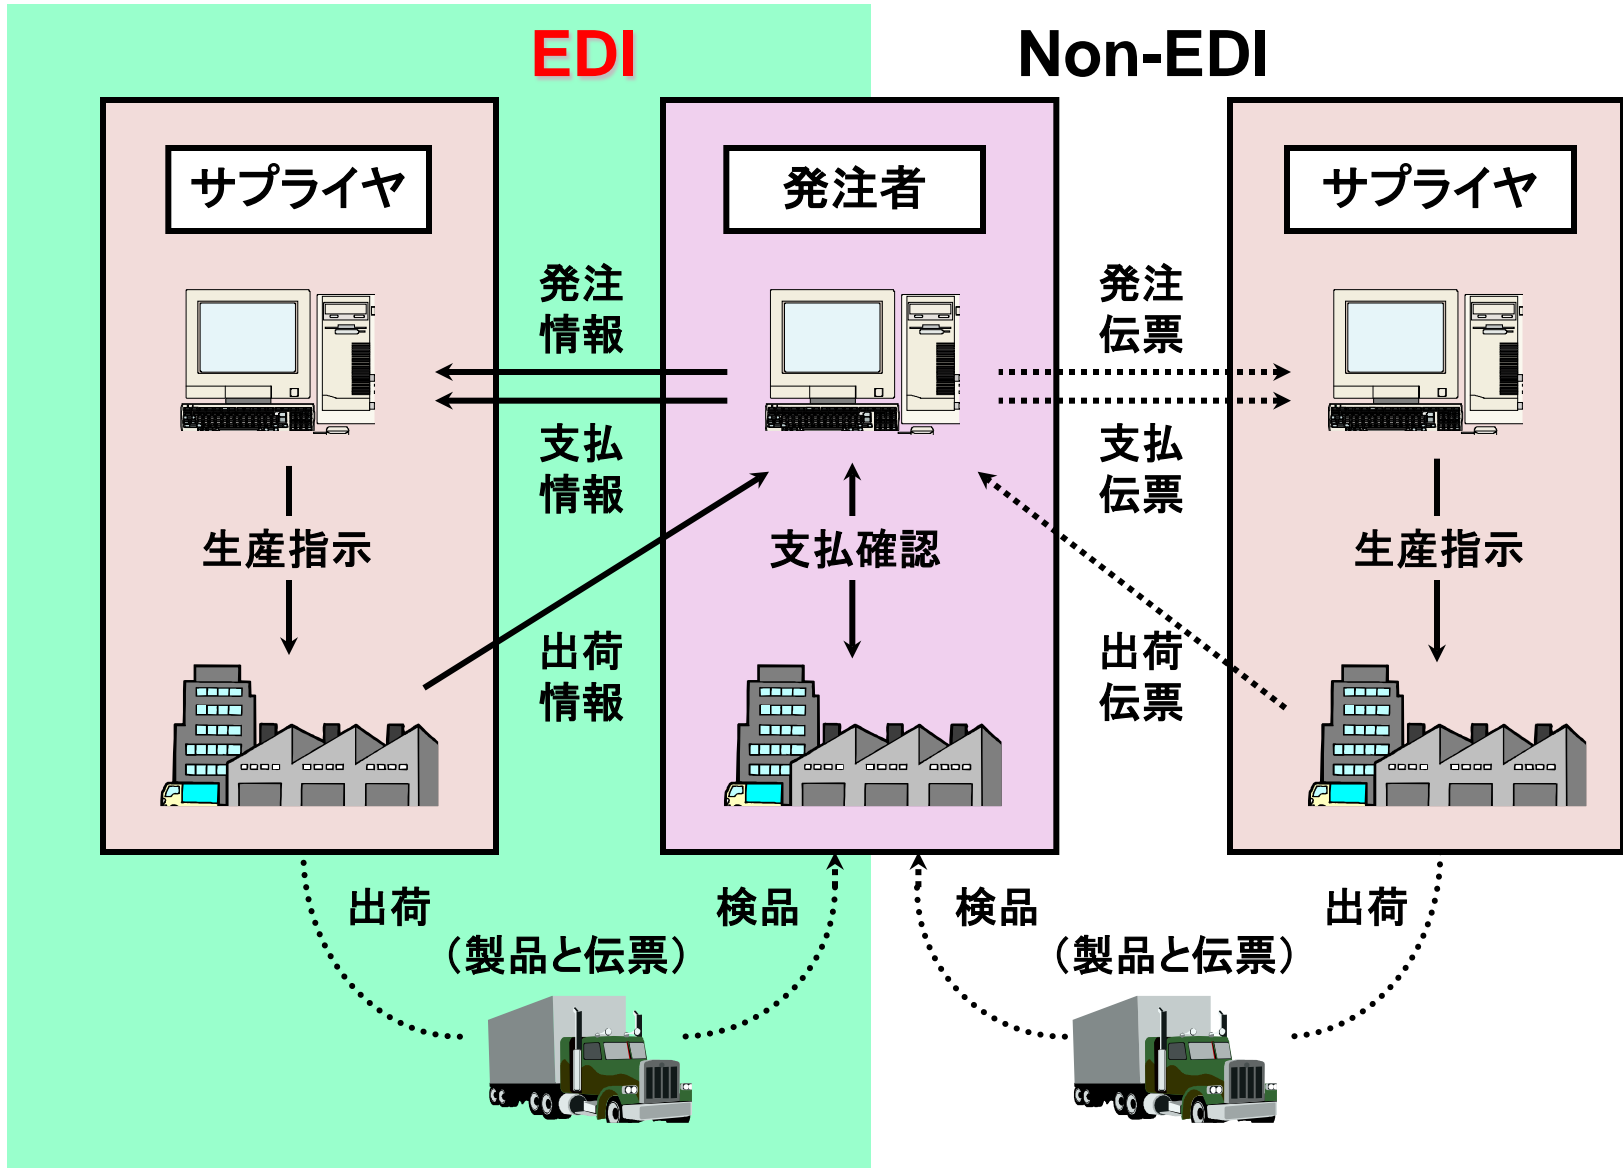 EDI
Non-EDI
サプライヤ
発注者
サプライヤ
発注
情報
発注
伝票
支払
情報
支払
伝票
生産指示
支払確認
生産指示
出荷
情報
出荷
伝票
出荷
検品
検品
出荷
（製品と伝票）
（製品と伝票）